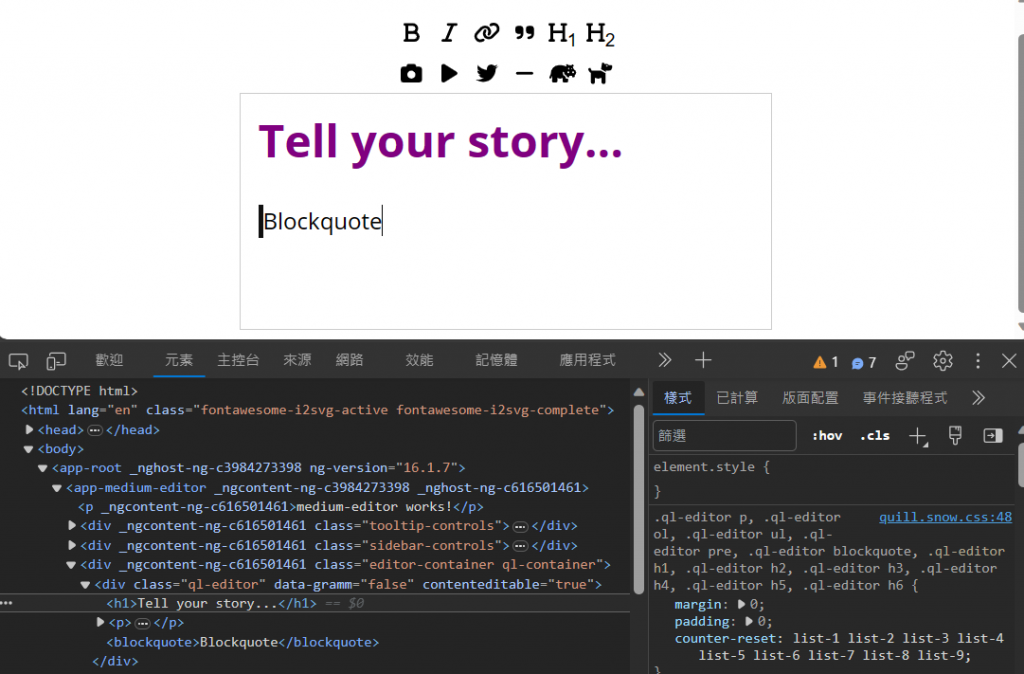 B I H1 H2
Tell your story...
Blockquote
歡迎 元素 主控台 來源 網路 效能 記憶體 應用程式 1 7
<!DOCTYPE html>
<html lang="en" class="fontawesome-i2svg-active fontawesome-i2svg-complete">
<head> … </head>
<body>
<app-root _nghost-ng-c3984273398 ng-version="16.1.7">
<app-medium-editor _ngcontent-ng-c3984273398 _nghost-ng-c616501461>
<p _ngcontent-ng-c616501461>medium-editor works!</p>
<div _ngcontent-ng-c616501461 class="tooltip-controls"> … </div>
<div _ngcontent-ng-c616501461 class="sidebar-controls"> … </div>
<div _ngcontent-ng-c616501461 class="editor-container ql-container">
<div class="ql-editor" data-gramm="false" contenteditable="true">
<h1>Tell your story...</h1> == $0
<p> … </p>
<blockquote>Blockquote</blockquote>
</div>
樣式 已計算 版面配置 事件接聽程式
篩選 :hov .cls
element.style {
}
.ql-editor p, .ql-editor quill.snow.css:48
ol, .ql-editor ul, .ql-
editor pre, .ql-editor blockquote, .ql-editor
h1, .ql-editor h2, .ql-editor h3, .ql-editor
h4, .ql-editor h5, .ql-editor h6 {
margin: 0;
padding: 0;
counter-reset: list-1 list-2 list-3 list-4
list-5 list-6 list-7 list-8 list-9;
}